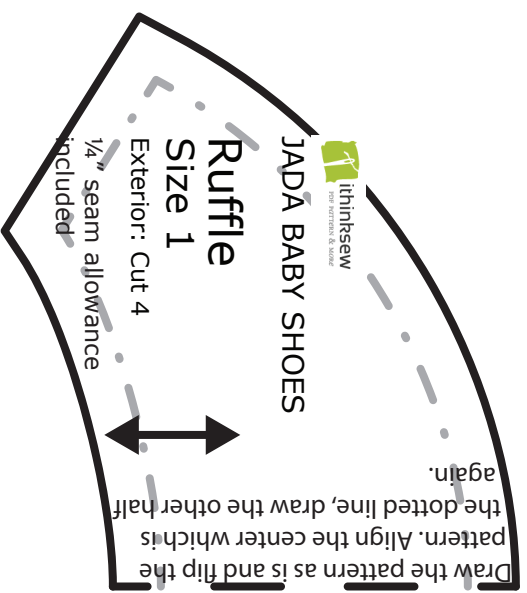 ithinksew
PDF PATTERN & MORE
JADA BABY SHOES
Ruffle
Size 1
Exterior: Cut 4
¼" seam allowance
included
Draw the pattern as is and flip the
pattern. Align the center which is
the dotted line, draw the other half
again.